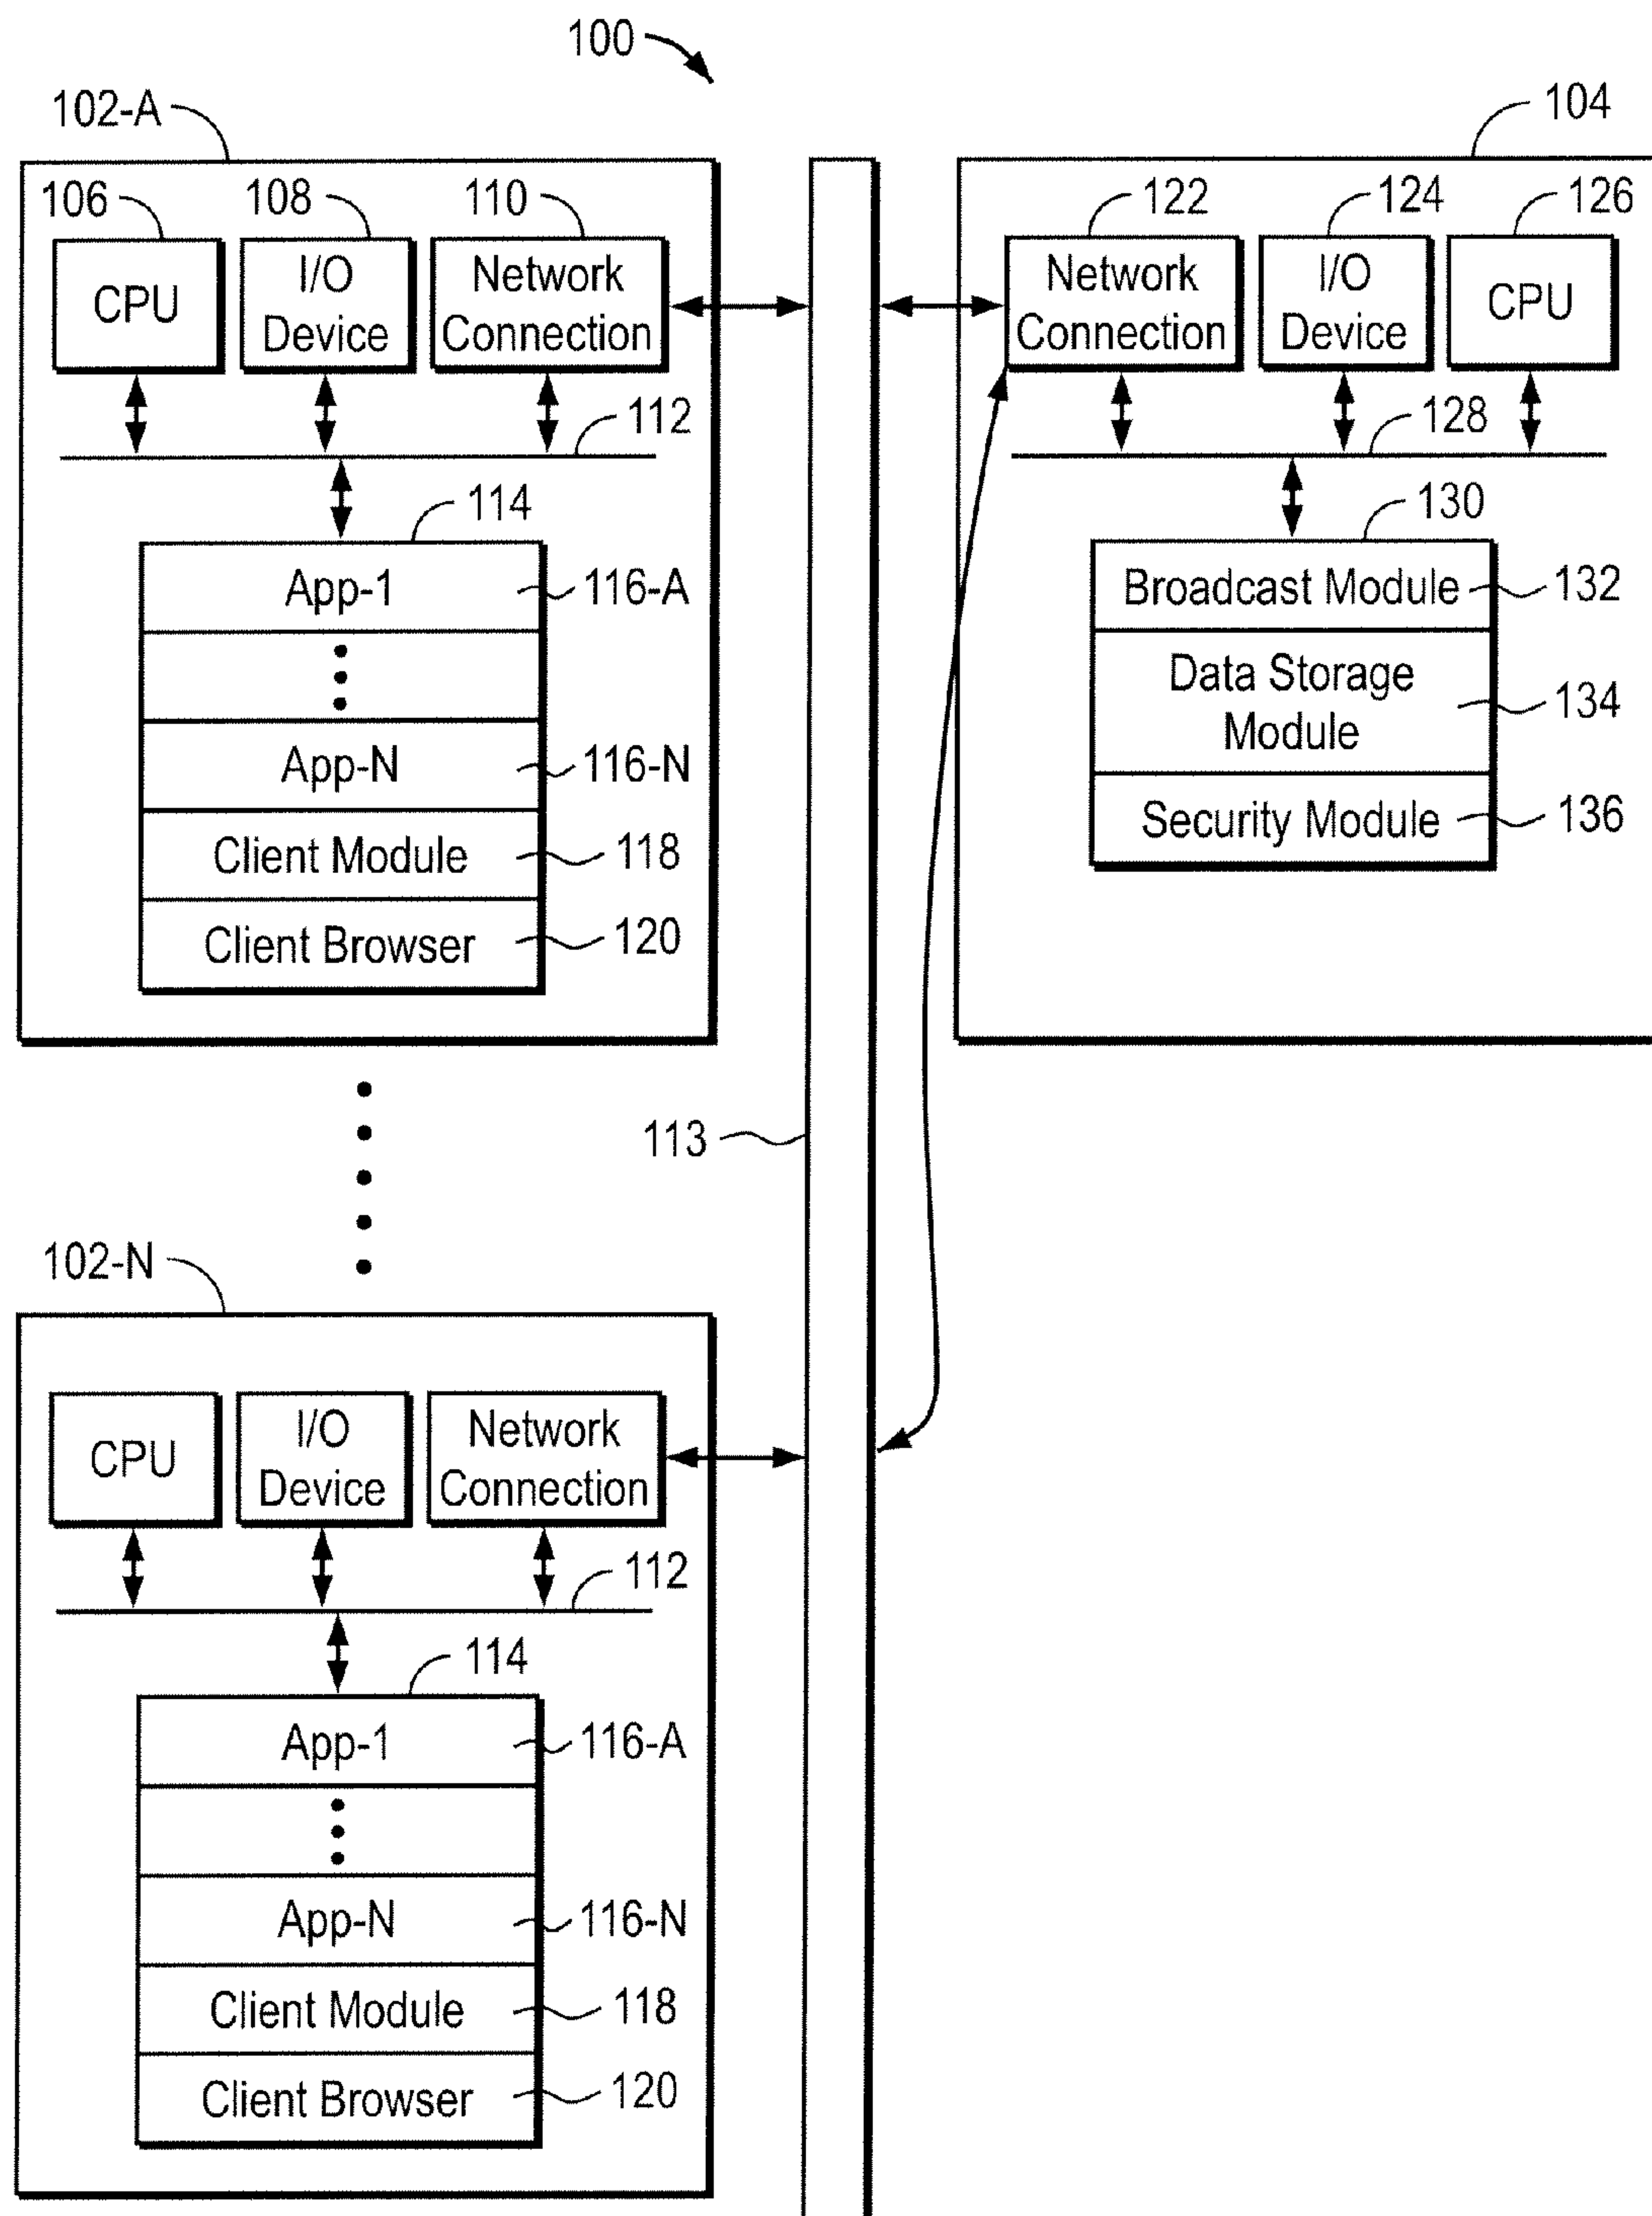 100
102-A
106
108
110
CPU
I/O
Device
Network
Connection
112
114
App-1
116-A
App-N
116-N
Client Module
118
Client Browser
120
113
104
122
124
126
Network
Connection
I/O
Device
CPU
128
130
Broadcast Module
132
Data Storage
Module
134
Security Module
136
102-N
CPU
I/O
Device
Network
Connection
112
114
App-1
116-A
App-N
116-N
Client Module
118
Client Browser
120